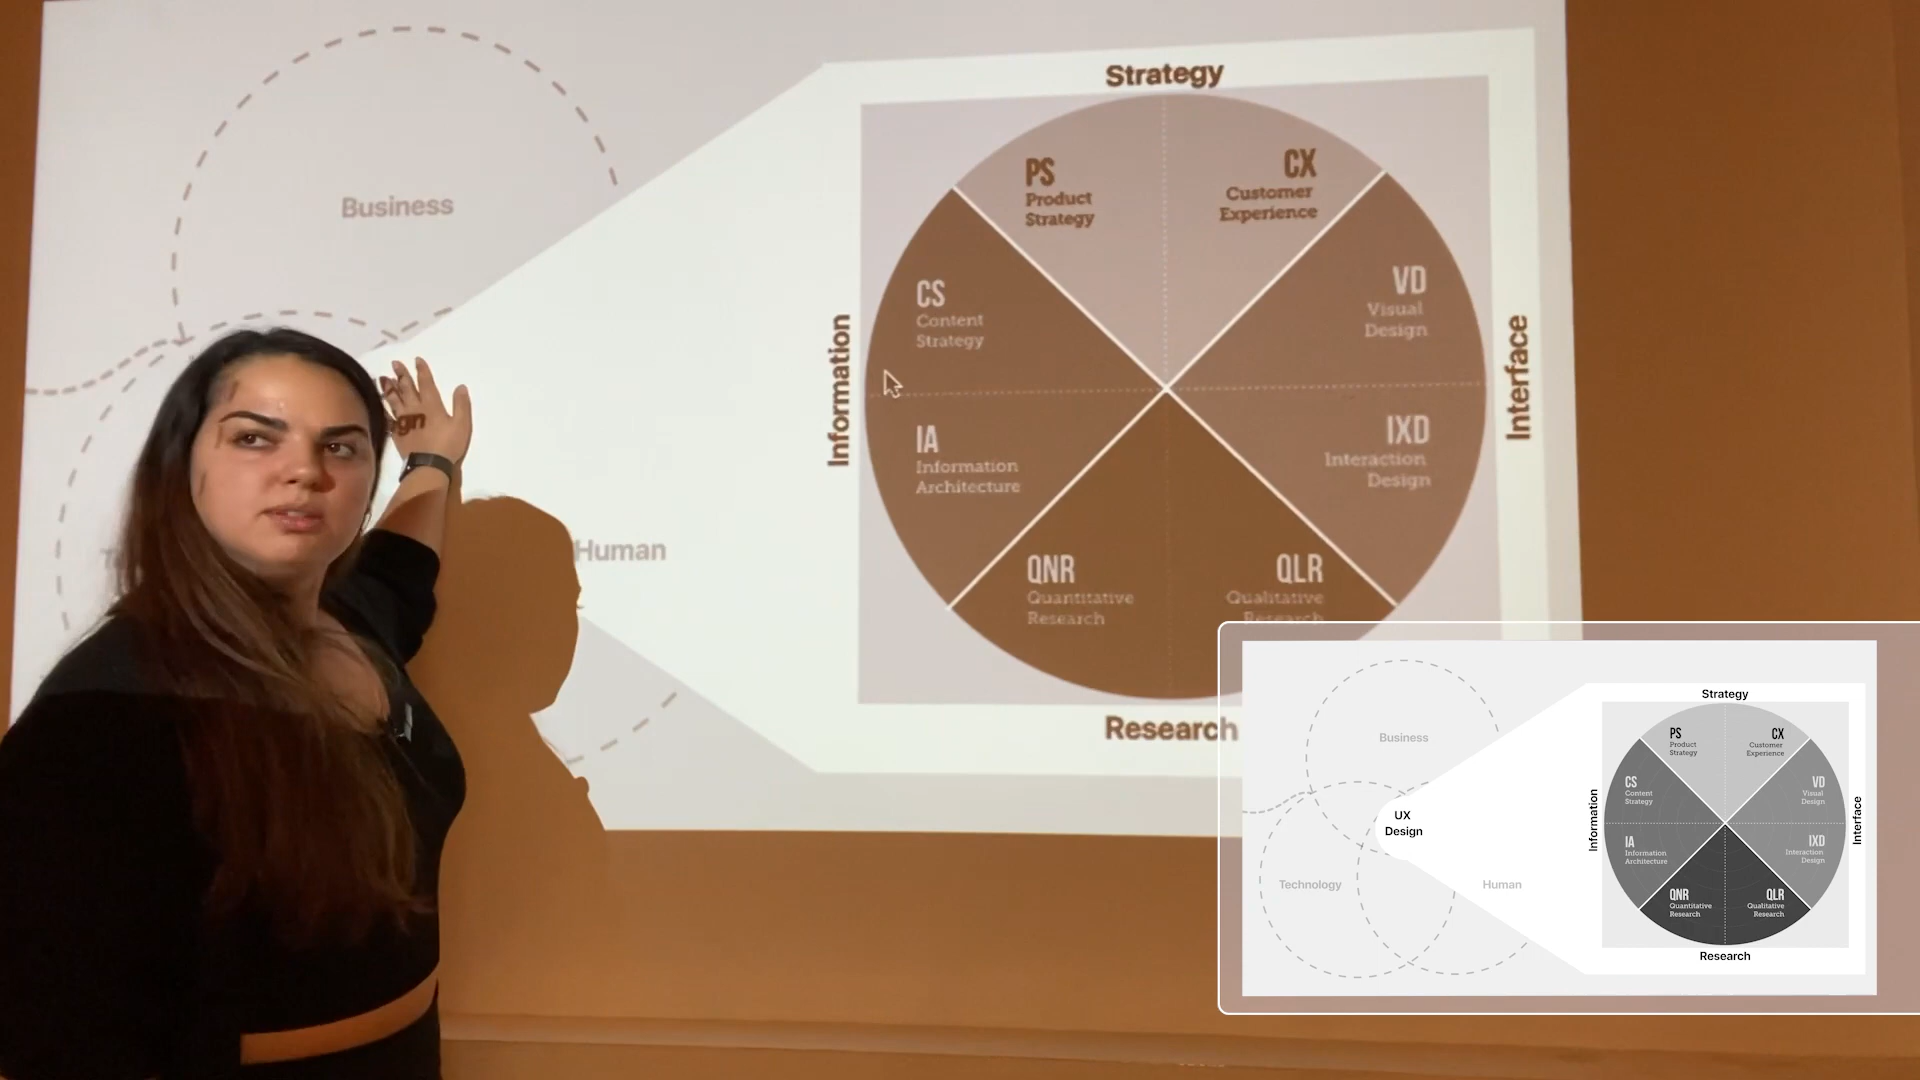 Strategy
PS
Product
Strategy
CX
Customer
Experience
Business
CS
Content
Strategy
VD
Visual
Design
Information
Interface
IA
Information
Architecture
IXD
Interaction
Design
Human
QNR
Quantitative
Research
QLR
Qualitative
Research
Research
Strategy
PS
Product
Strategy
CX
Customer
Experience
Business
CS
Content
Strategy
VD
Visual
Design
UX
Design
Information
Interface
IA
Information
Architecture
IXD
Interaction
Design
Technology
Human
QNR
Quantitative
Research
QLR
Qualitative
Research
Research